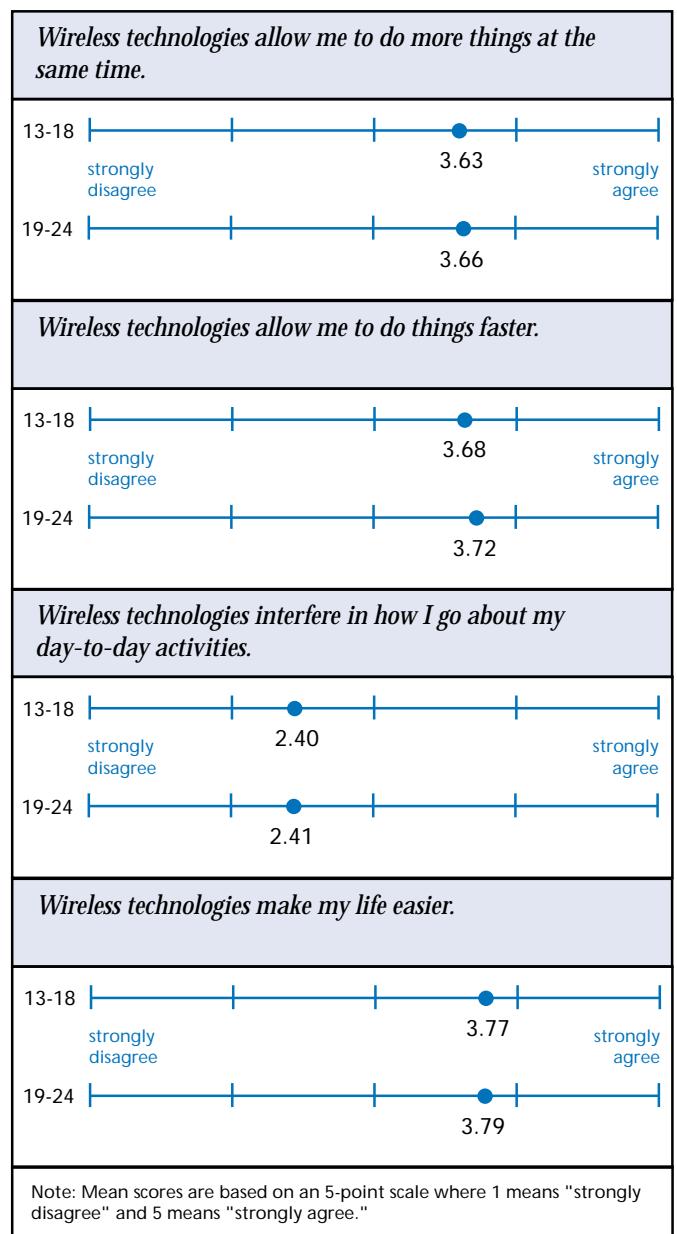 Wireless technologies allow me to do more things at the
same time.
13-18
3.63
strongly
disagree
strongly
agree
19-24
3.66
Wireless technologies allow me to do things faster.
13-18
3.68
strongly
disagree
strongly
agree
19-24
3.72
Wireless technologies interfere in how I go about my
day-to-day activities.
13-18
2.40
strongly
disagree
strongly
agree
19-24
2.41
Wireless technologies make my life easier.
13-18
3.77
strongly
disagree
strongly
agree
19-24
3.79
Note: Mean scores are based on an 5-point scale where 1 means "strongly
disagree" and 5 means "strongly agree."